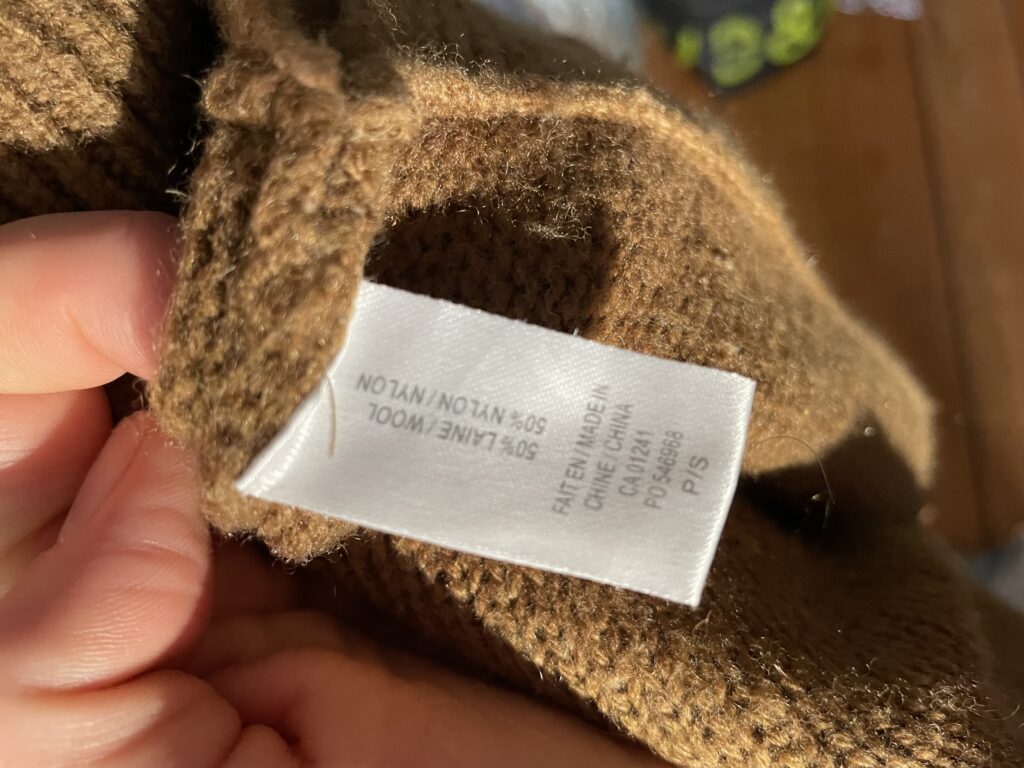 50% LAINE / WOOL
50% NYLON / NYLON
FAIT EN / MADE IN
CHINE / CHINA
CA 01241
PO 546968
P/S